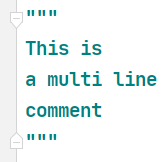 """
This is
a multi line
comment
"""